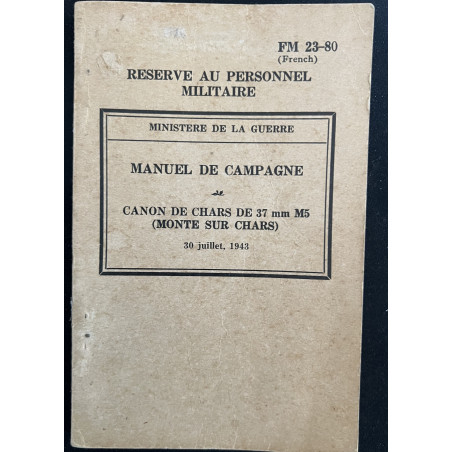 FM 23-80
(French)
RESERVE AU PERSONNEL
MILITAIRE
MINISTERE DE LA GUERRE
MANUEL DE CAMPAGNE
CANON DE CHARS DE 37 mm M5
(MONTE SUR CHARS)
30 juillet, 1943